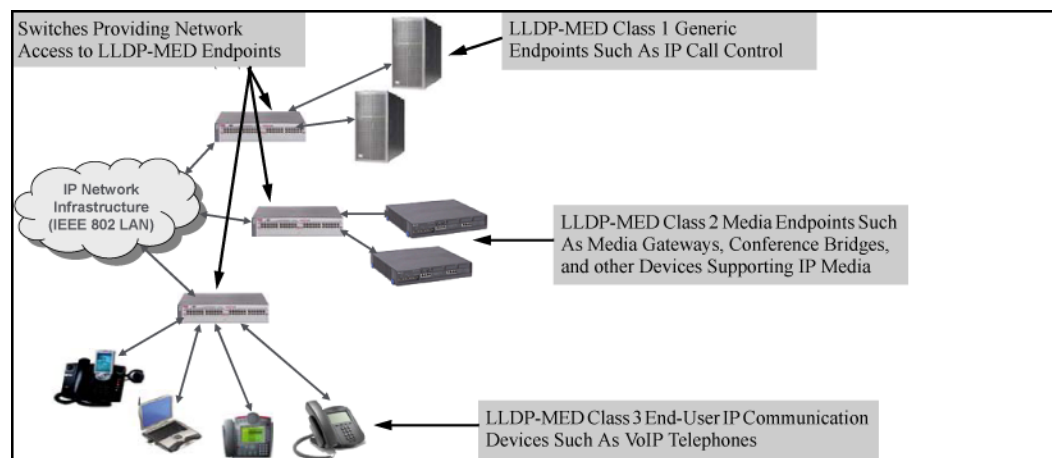 Switches Providing Network
Access to LLDP-MED Endpoints
LLDP-MED Class 1 Generic
Endpoints Such As IP Call Control
IP Network
Infrastructure
(IEEE 802 LAN)
LLDP-MED Class 2 Media Endpoints Such
As Media Gateways, Conference Bridges,
and other Devices Supporting IP Media
LLDP-MED Class 3 End-User IP Communication
Devices Such As VoIP Telephones